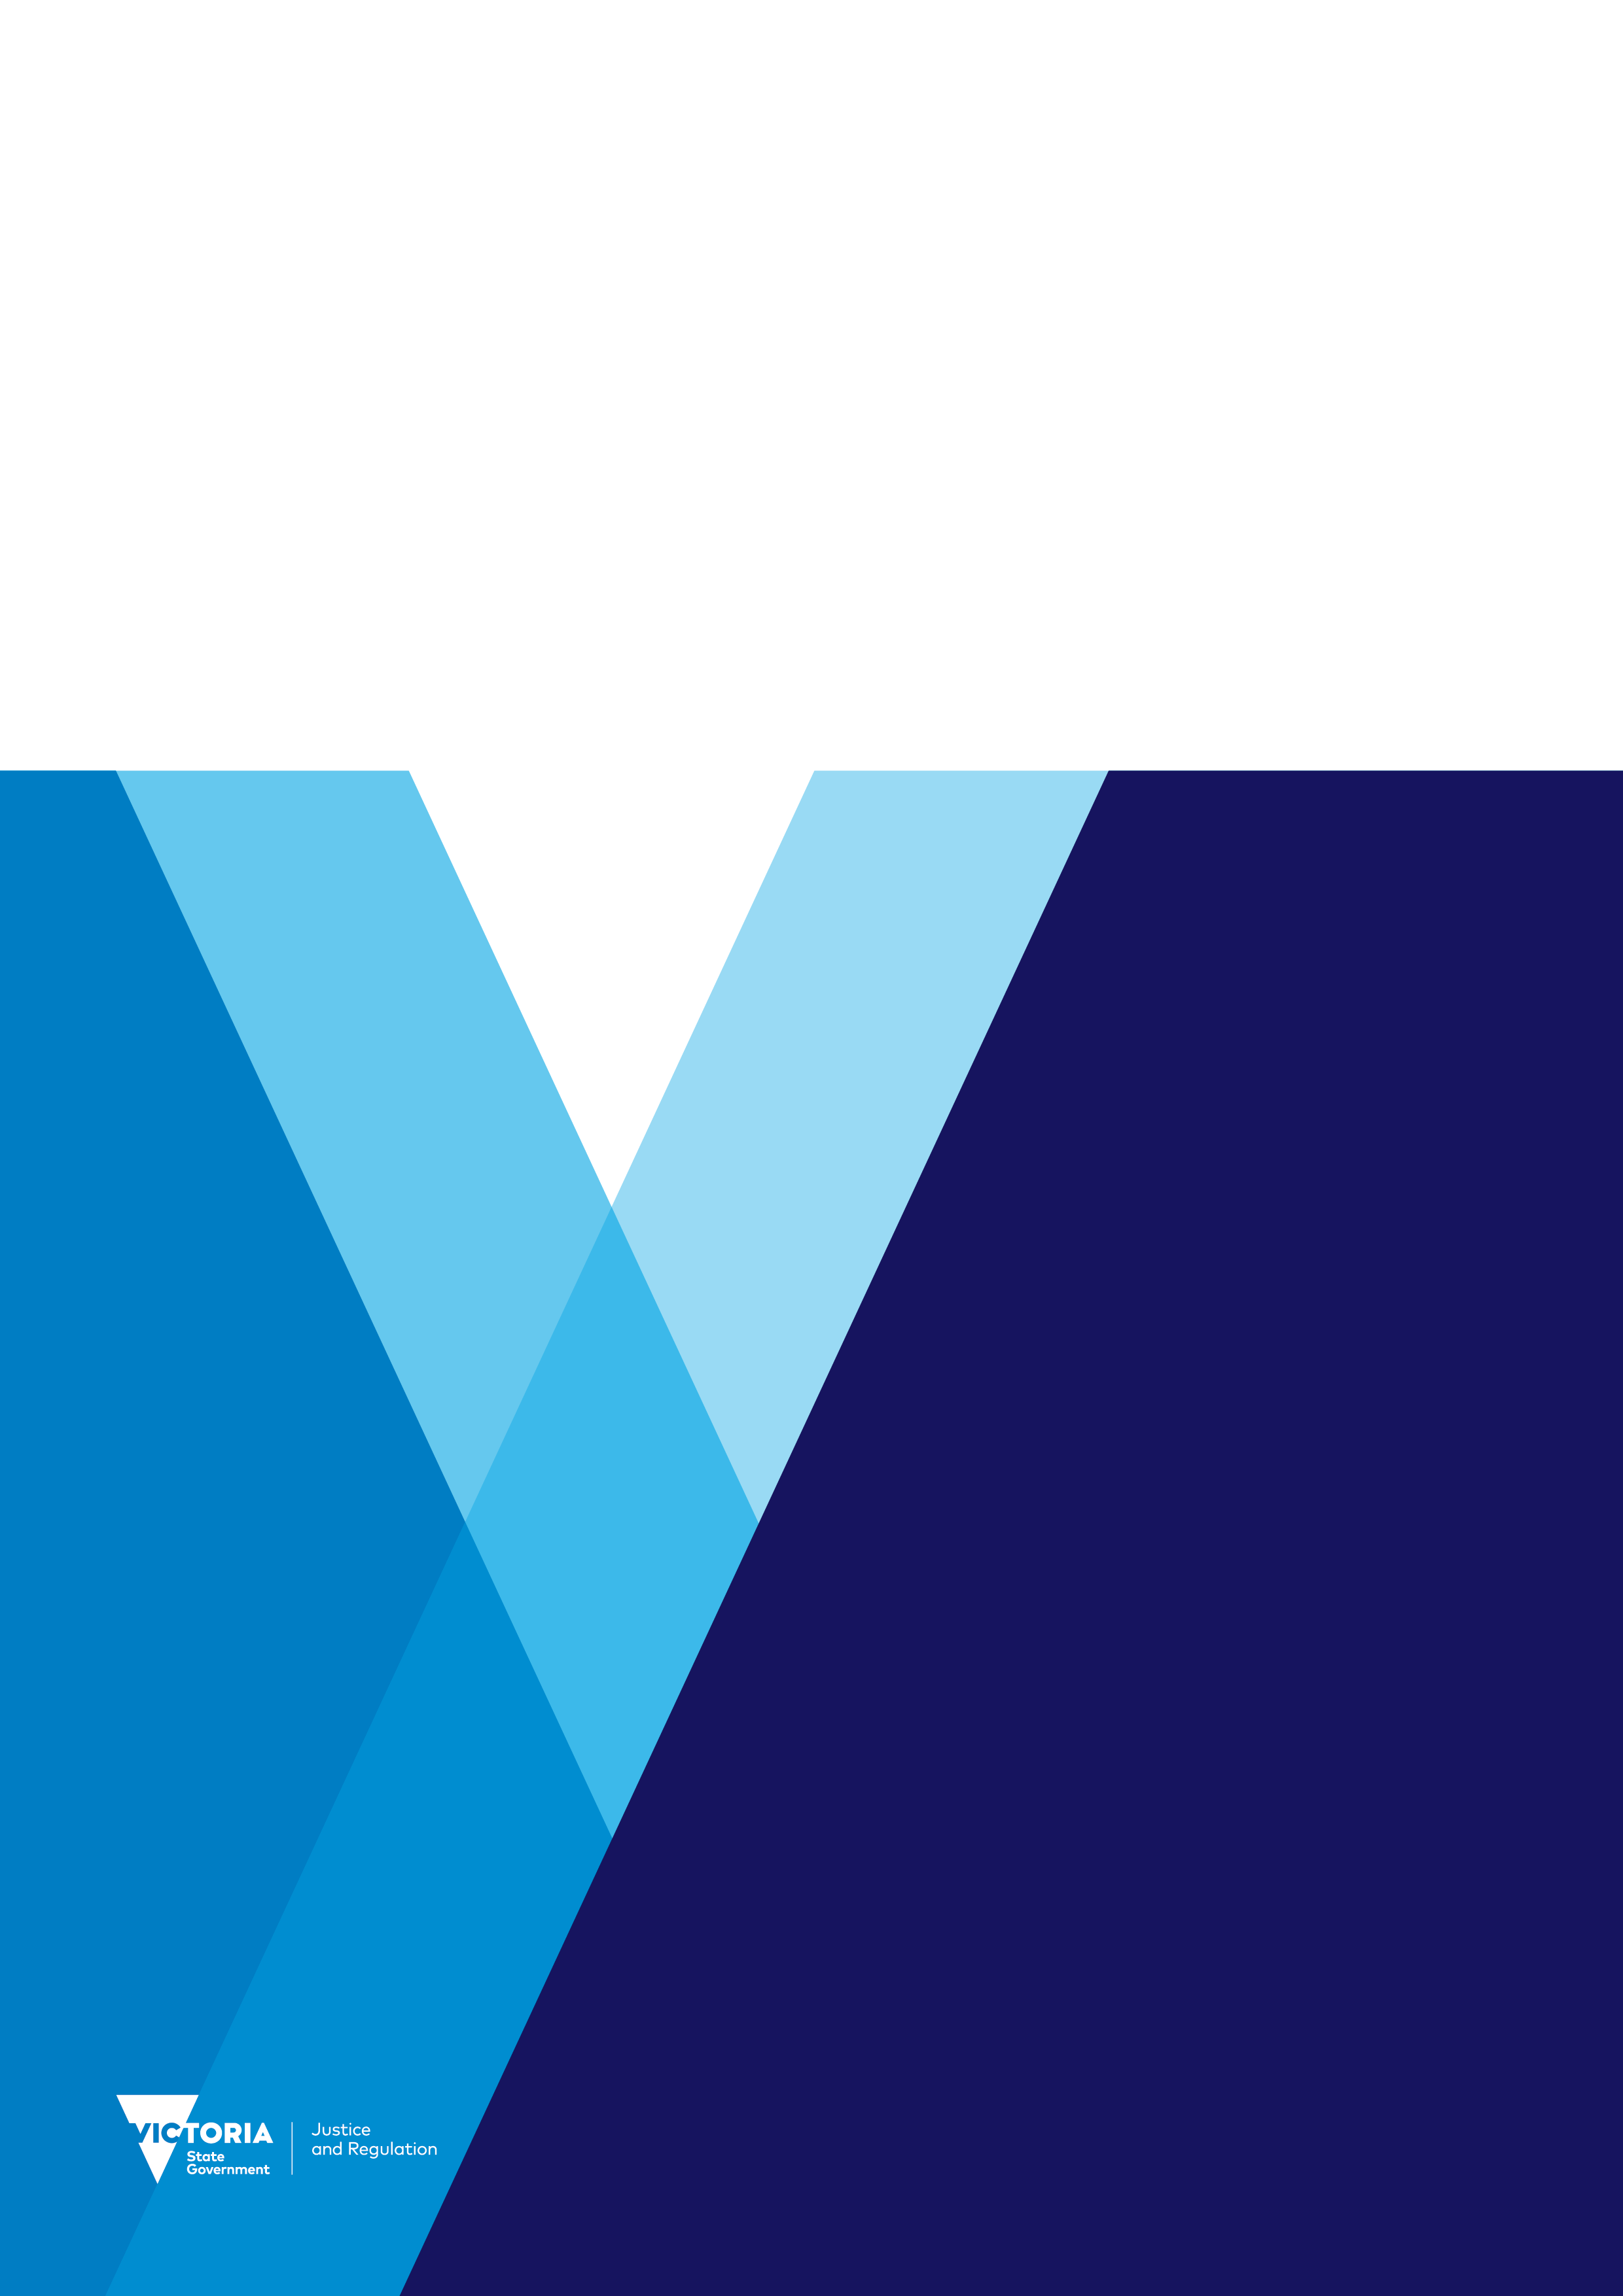 VICTORIA
State
Government
Justice
and Regulation